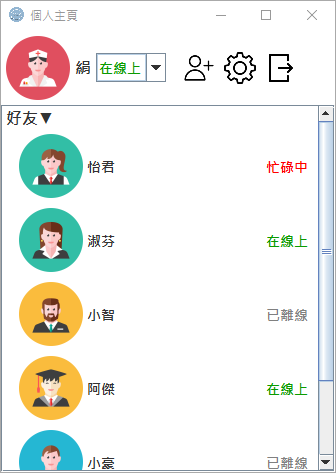 個人主頁
絹 在線上
好友▼
怡君 忙碌中
淑芬 在線上
小智 已離線
阿傑 在線上
小豪 已離線